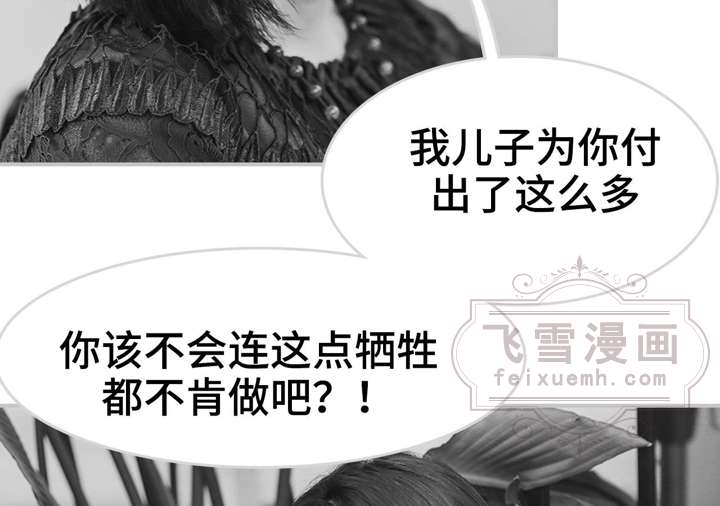 我儿子为你付
出了这么多
你该不会连这点牺牲
都不肯做吧？！
飞雪漫画
feixuemh.com